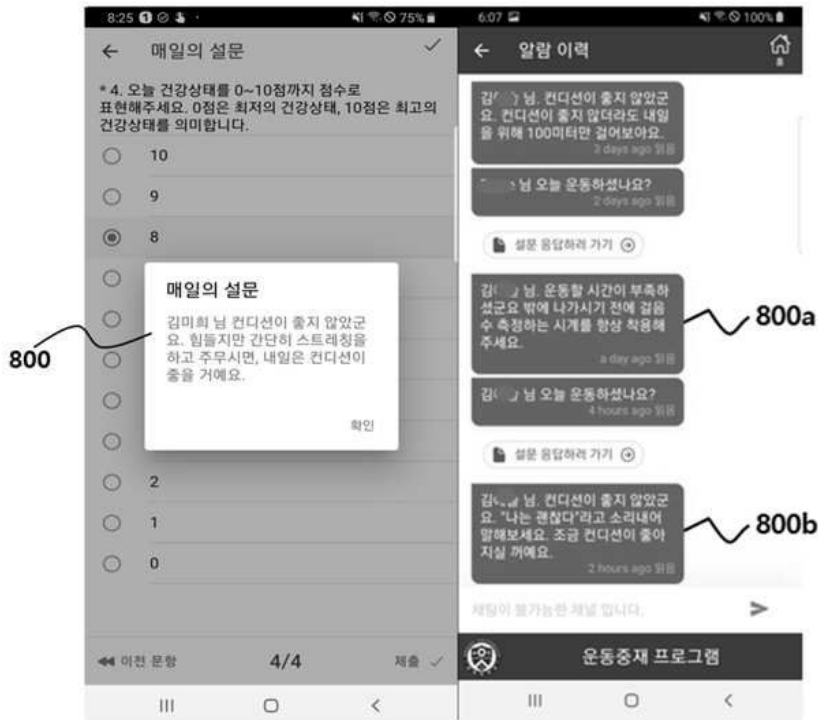 8:25
75%
매일의 설문
* 4. 오늘 건강상태를 0~10점까지 점수로
표현해주세요. 0점은 최저의 건강상태, 10점은 최고의
건강상태를 의미합니다.
10
9
8
매일의 설문
김미희 님 컨디션이 좋지 않았군
요. 힘들지만 간단히 스트레칭을
하고 주무시면, 내일은 컨디션이
좋을 거예요.
확인
2
1
0
이전 문항
4/4
제출
800
6:07
100%
알람 이력
김 님. 컨디션이 좋지 않았군
요. 컨디션이 좋지 않더라도 내일
을 위해 100미터만 걸어보아요.
3 days ago 읽음
님 오늘 운동하셨나요?
2 days ago 읽음
설문 응답하러 가기
김 님. 운동할 시간이 부족하
셨군요 밖에 나가시기 전에 걸음
수 측정하는 시계를 항상 착용해
주세요.
a day ago 읽음
800a
김 님 오늘 운동하셨나요?
4 hours ago 읽음
설문 응답하러 가기
김 님. 컨디션이 좋지 않았군
요. "나는 괜찮다"라고 소리내어
말해보세요. 조금 컨디션이 좋아
지실 꺼예요.
2 hours ago 읽음
800b
채팅이 불가능한 채널 입니다.
운동중재 프로그램